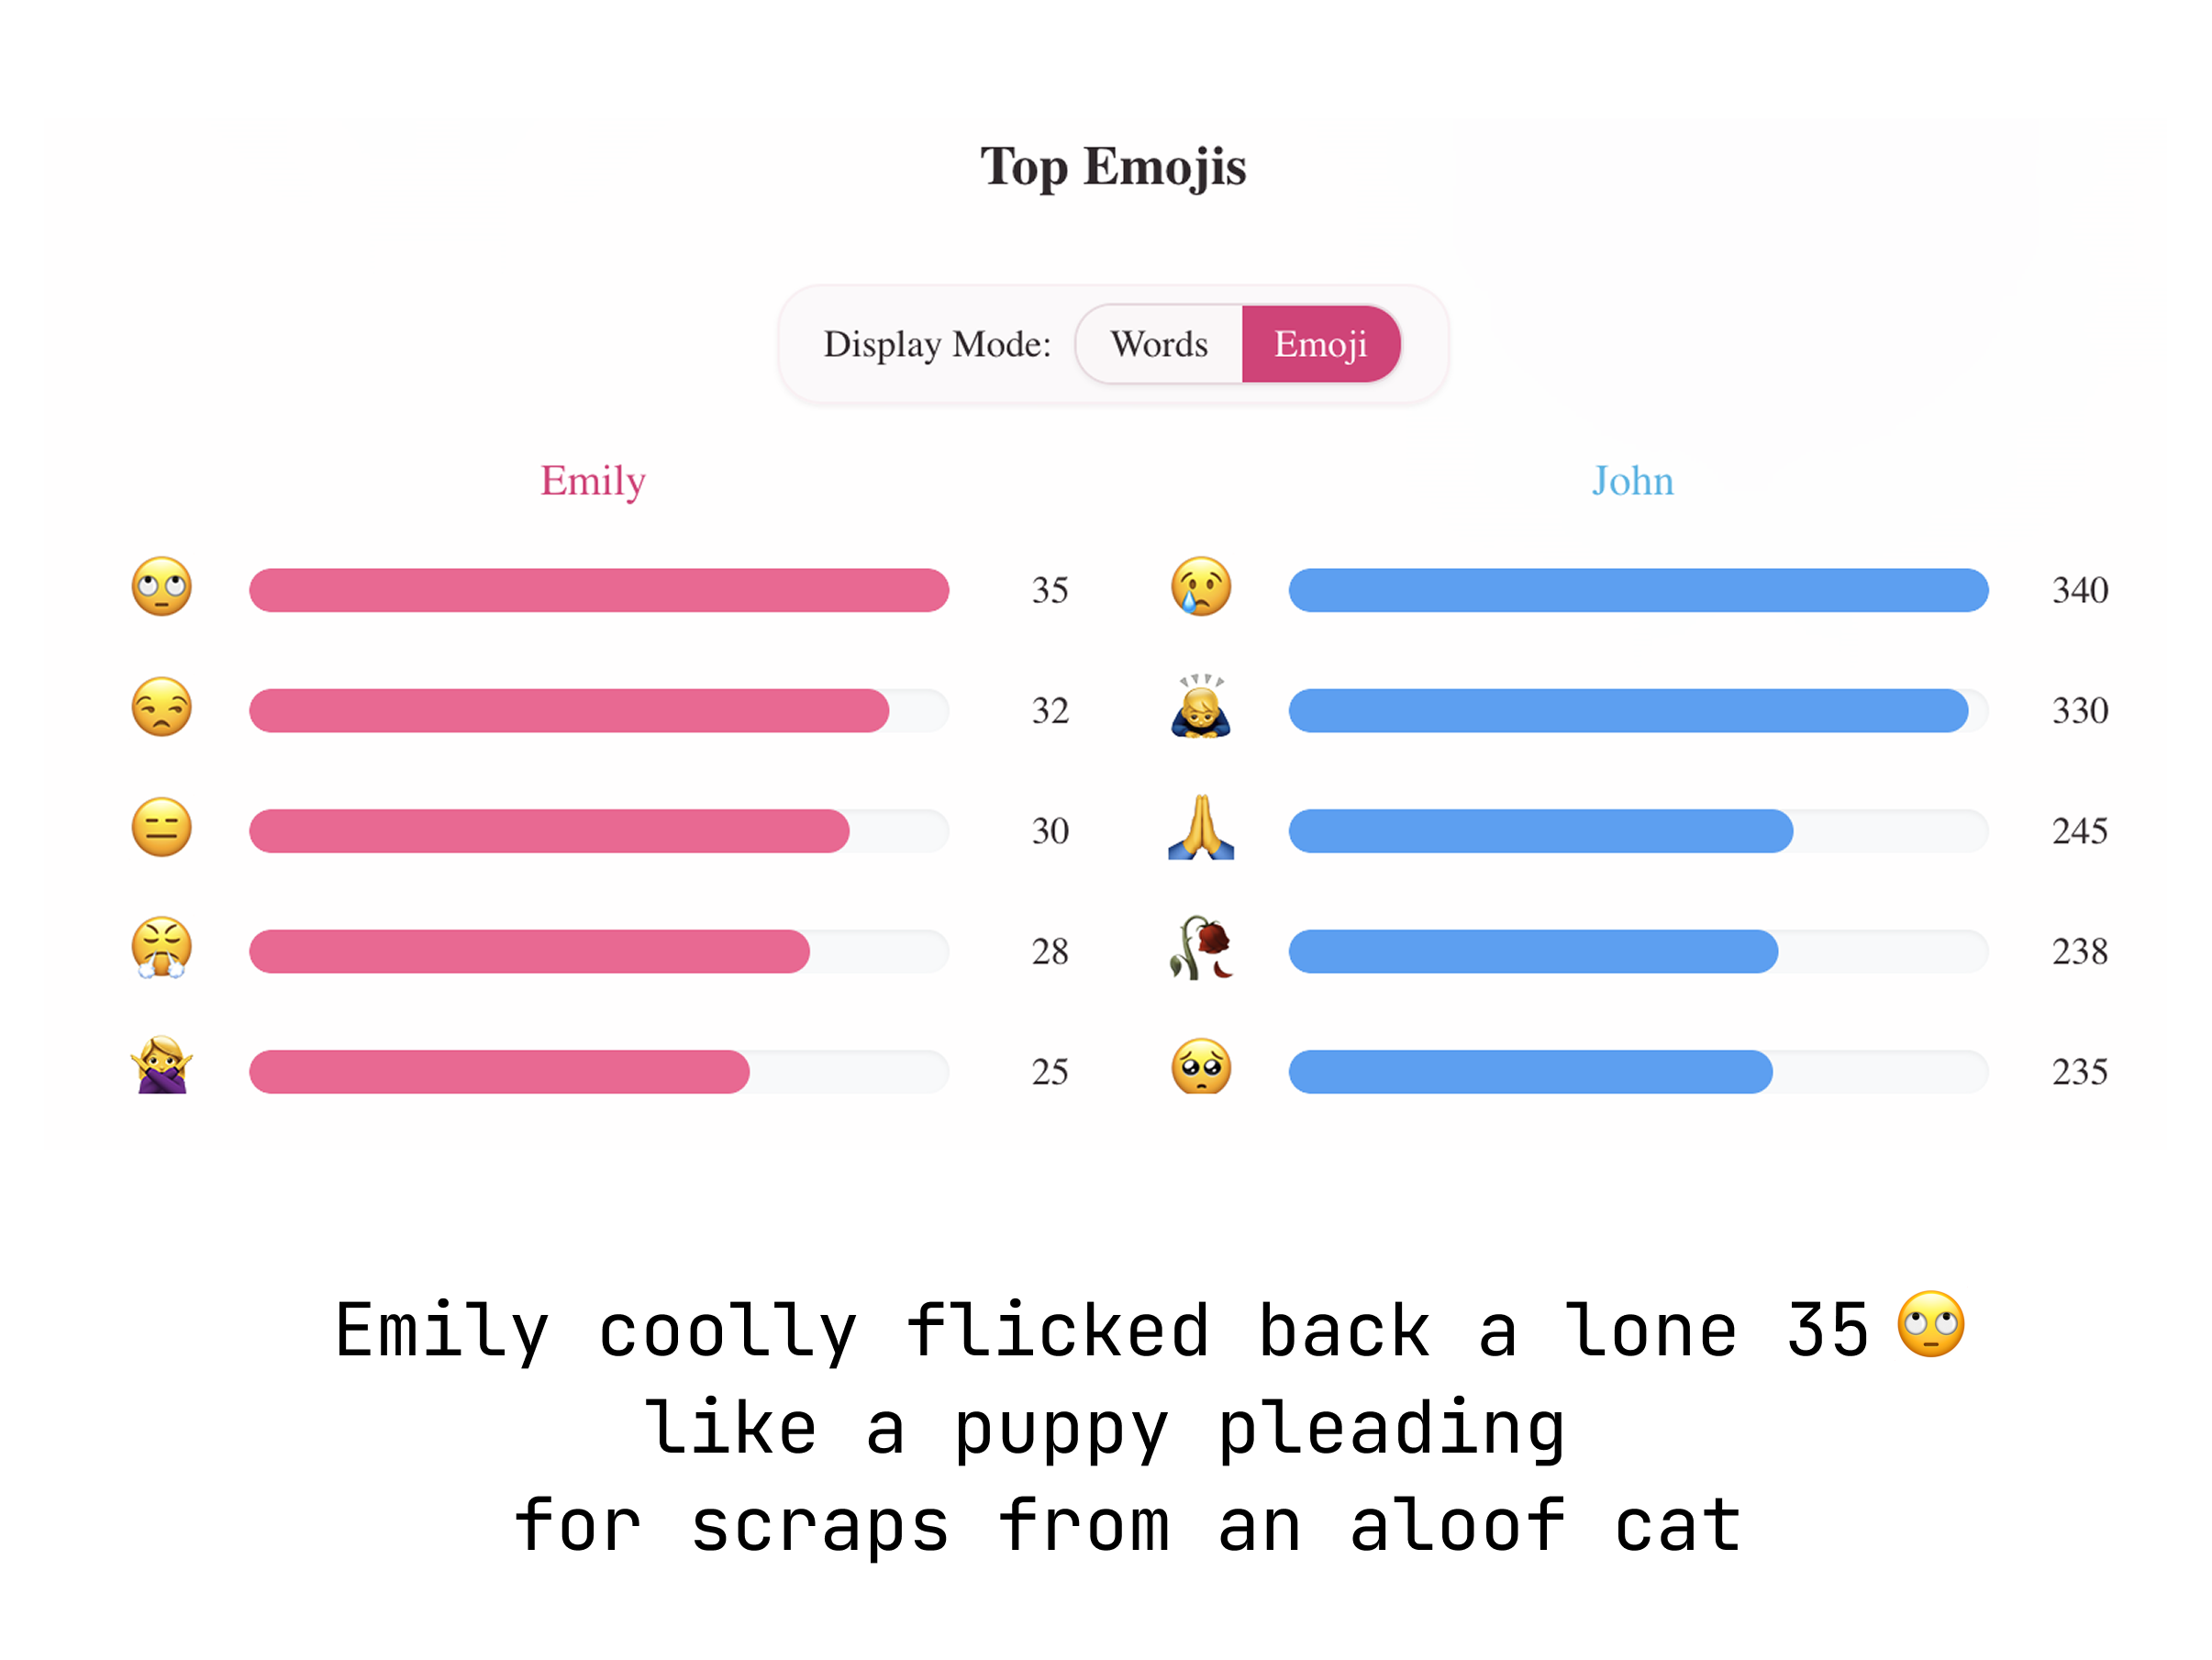 Top Emojis
Display Mode: Words Emoji
Emily John
🙄 35 😢 340
😒 32 🙇‍♂️ 330
😑 30 🙏 245
😤 28 🥀 238
🙅‍♀️ 25 🥺 235
Emily coolly flicked back a lone 35 🙄
like a puppy pleading
for scraps from an aloof cat